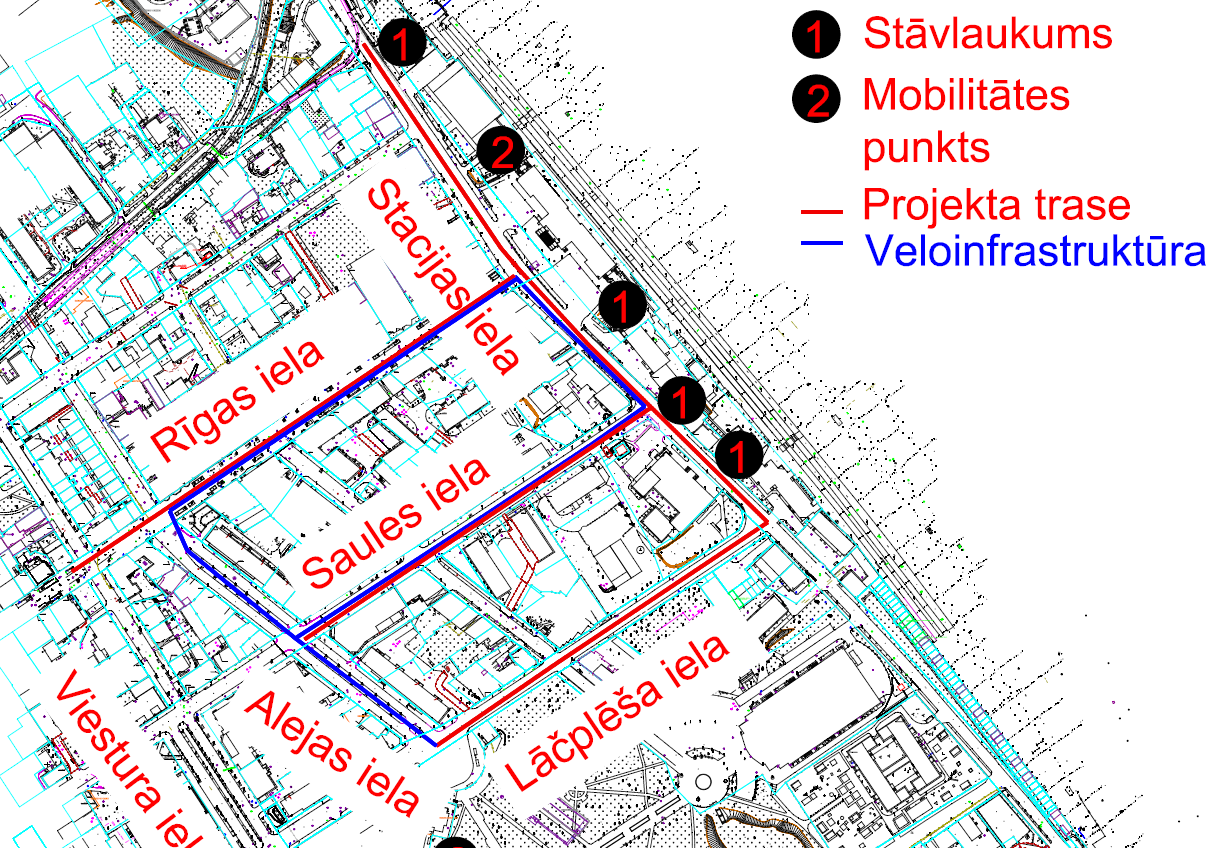 1 Stāvlaukums
2 Mobilitātes
punkts
Projekta trase
Veloinfrastruktūra
1
2
Stacijas iela
1
Rīgas iela
1
1
Saules iela
Lāčplēša iela
Alejas iela
Viestura iel